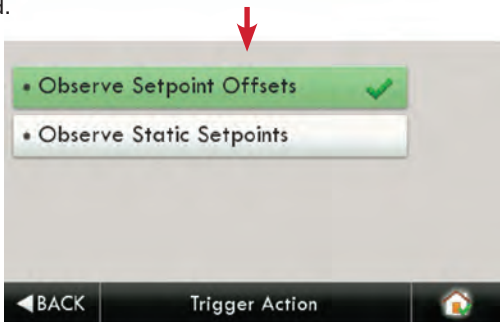 d.
• Observe Setpoint Offsets
• Observe Static Setpoints
BACK Trigger Action